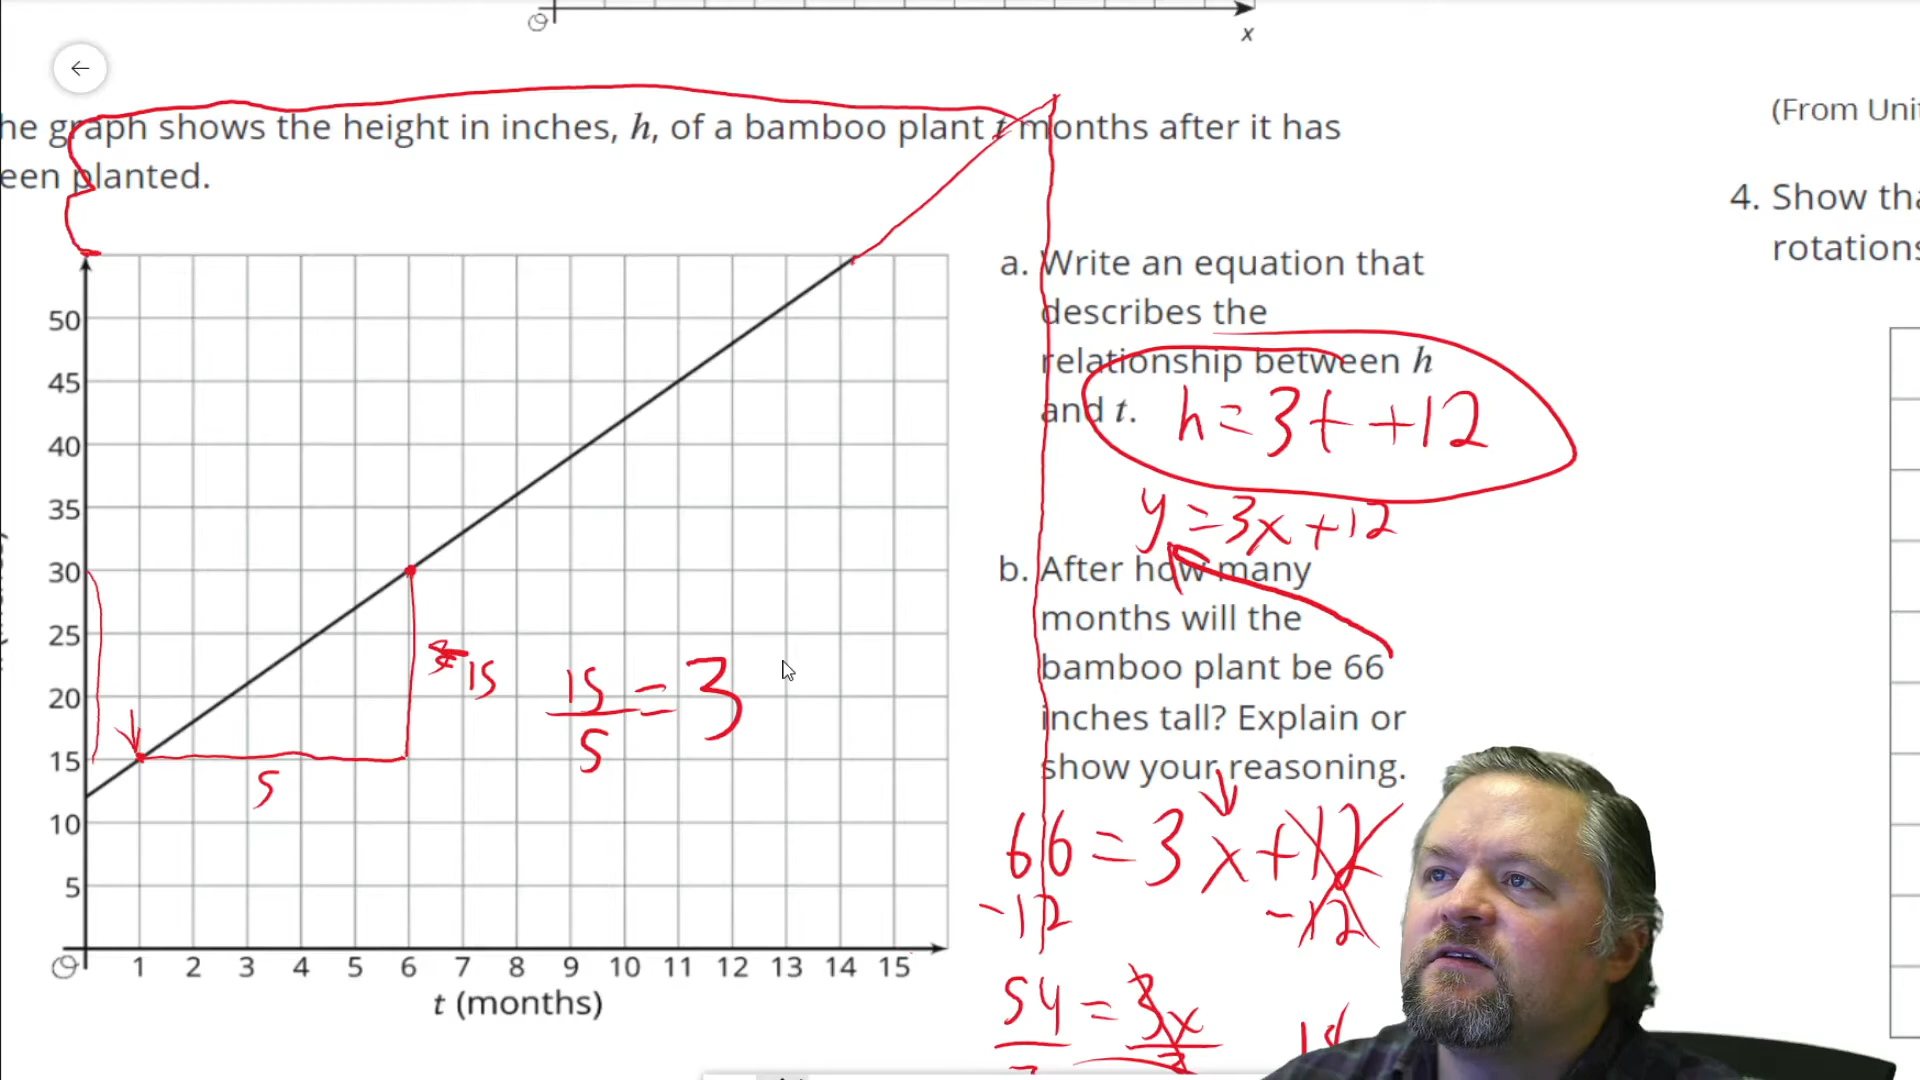 x
he graph shows the height in inches, h, of a bamboo plant t months after it has
een planted.
50
45
40
35
30
25
20
15
10
5
1 2 3 4 5 6 7 8 9 10 11 12 13 14 15
t (months)
5
15
15/5 = 3
a. Write an equation that
describes the
relationship between h
and t.
h = 3t + 12
y = 3x + 12
b. After how many
months will the
bamboo plant be 66
inches tall? Explain or
show your reasoning.
66 = 3x + 12
-12 -12
54 = 3x
(From Uni
4. Show tha
rotations